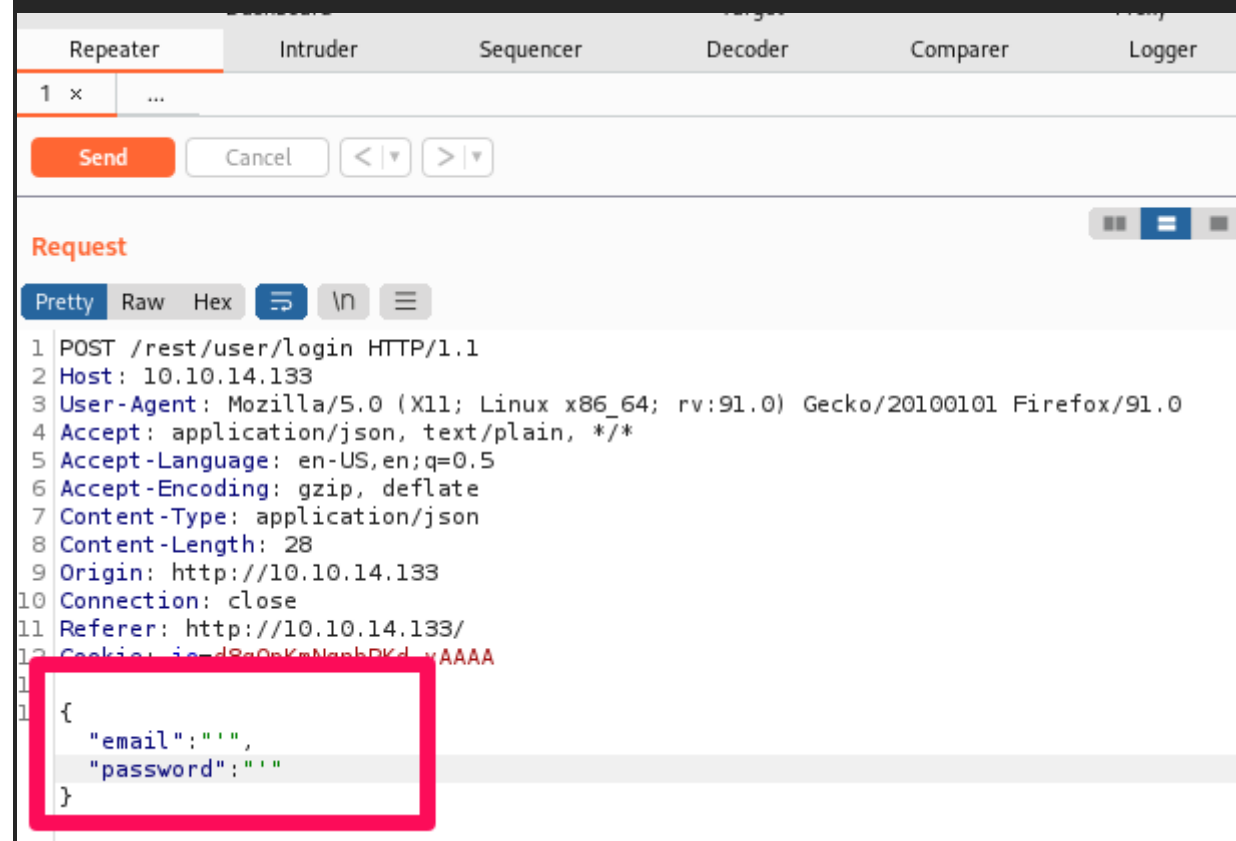 Repeater Intruder Sequencer Decoder Comparer Logger
1 × ...
Send Cancel < ▾ > ▾
Request
Pretty Raw Hex \n
1 POST /rest/user/login HTTP/1.1
2 Host: 10.10.14.133
3 User-Agent: Mozilla/5.0 (X11; Linux x86_64; rv:91.0) Gecko/20100101 Firefox/91.0
4 Accept: application/json, text/plain, */*
5 Accept-Language: en-US,en;q=0.5
6 Accept-Encoding: gzip, deflate
7 Content-Type: application/json
8 Content-Length: 28
9 Origin: http://10.10.14.133
10 Connection: close
11 Referer: http://10.10.14.133/
12 Cookie:
1
1 {
"email":"'",
"password":"'"
}